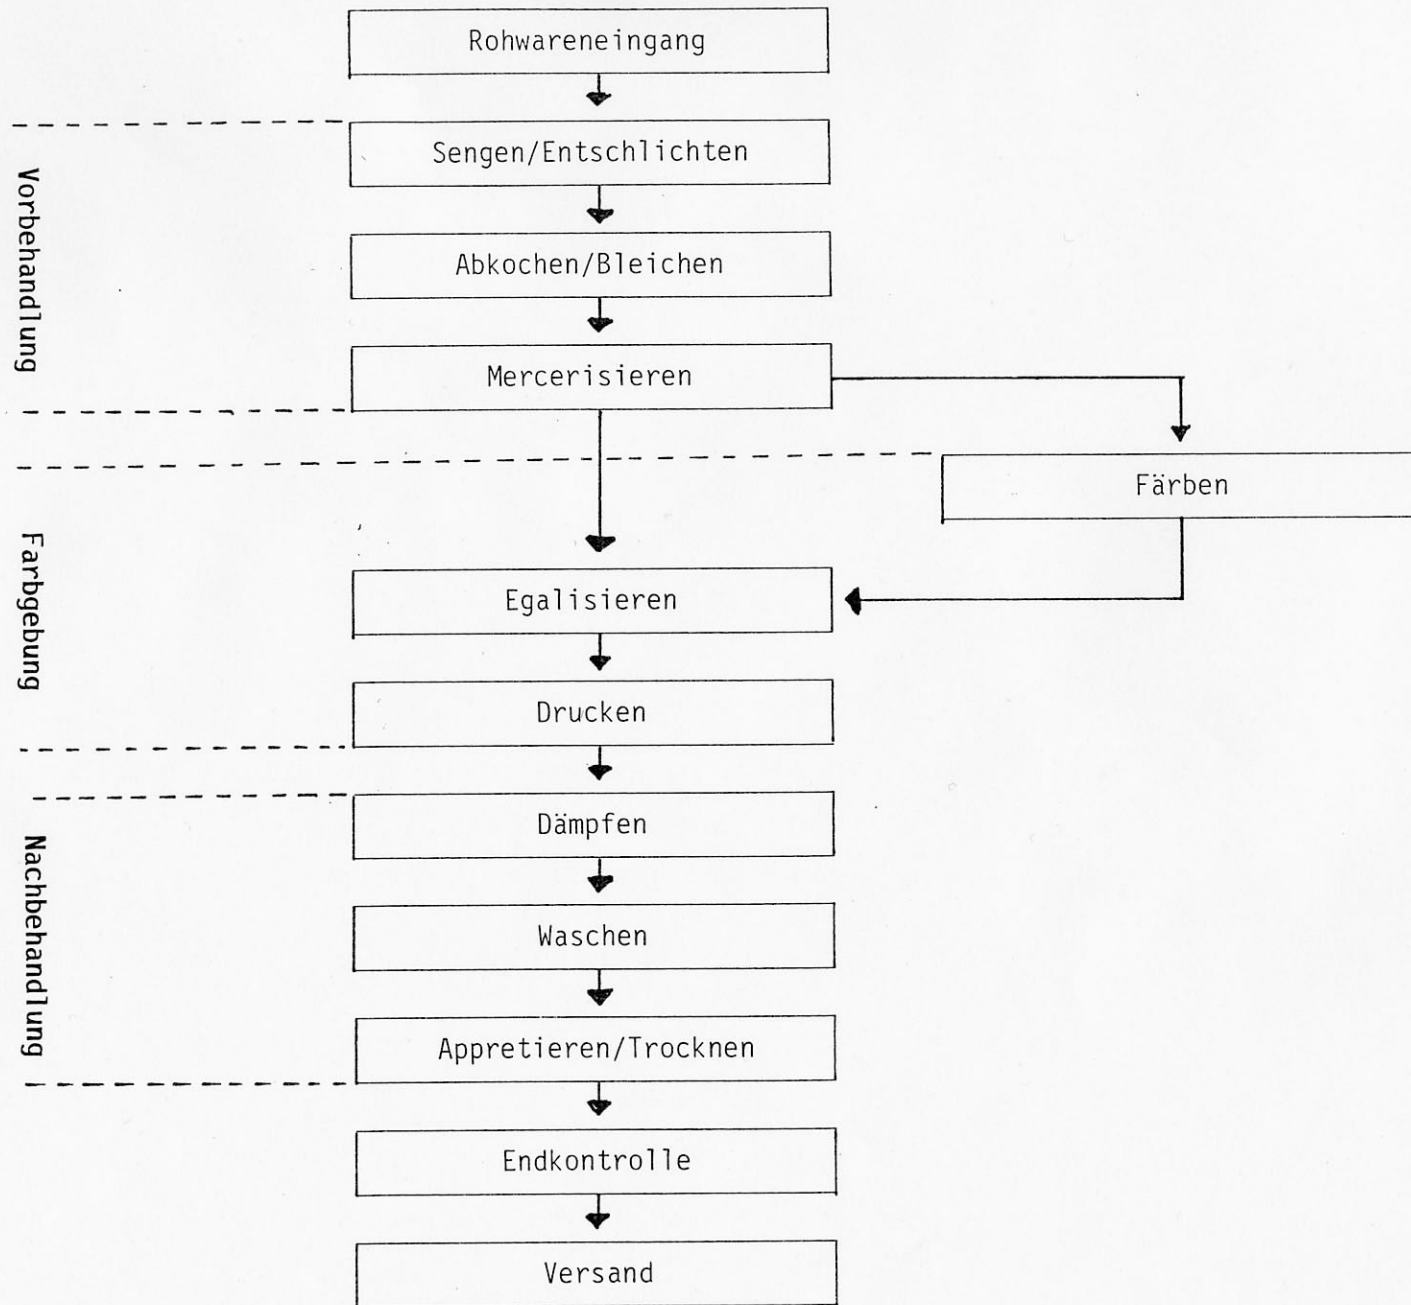 Rohwareneingang
Vorbehandlung
Sengen/Entschlichten
Abkochen/Bleichen
Mercerisieren
Farbgebung
Färben
Egalisieren
Drucken
Nachbehandlung
Dämpfen
Waschen
Appretieren/Trocknen
Endkontrolle
Versand